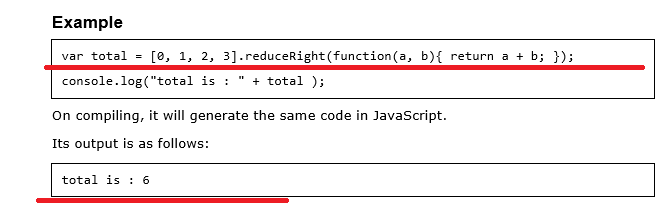 Example
var total = [0, 1, 2, 3].reduceRight(function(a, b){ return a + b; });
console.log("total is : " + total );
On compiling, it will generate the same code in JavaScript.
Its output is as follows:
total is : 6